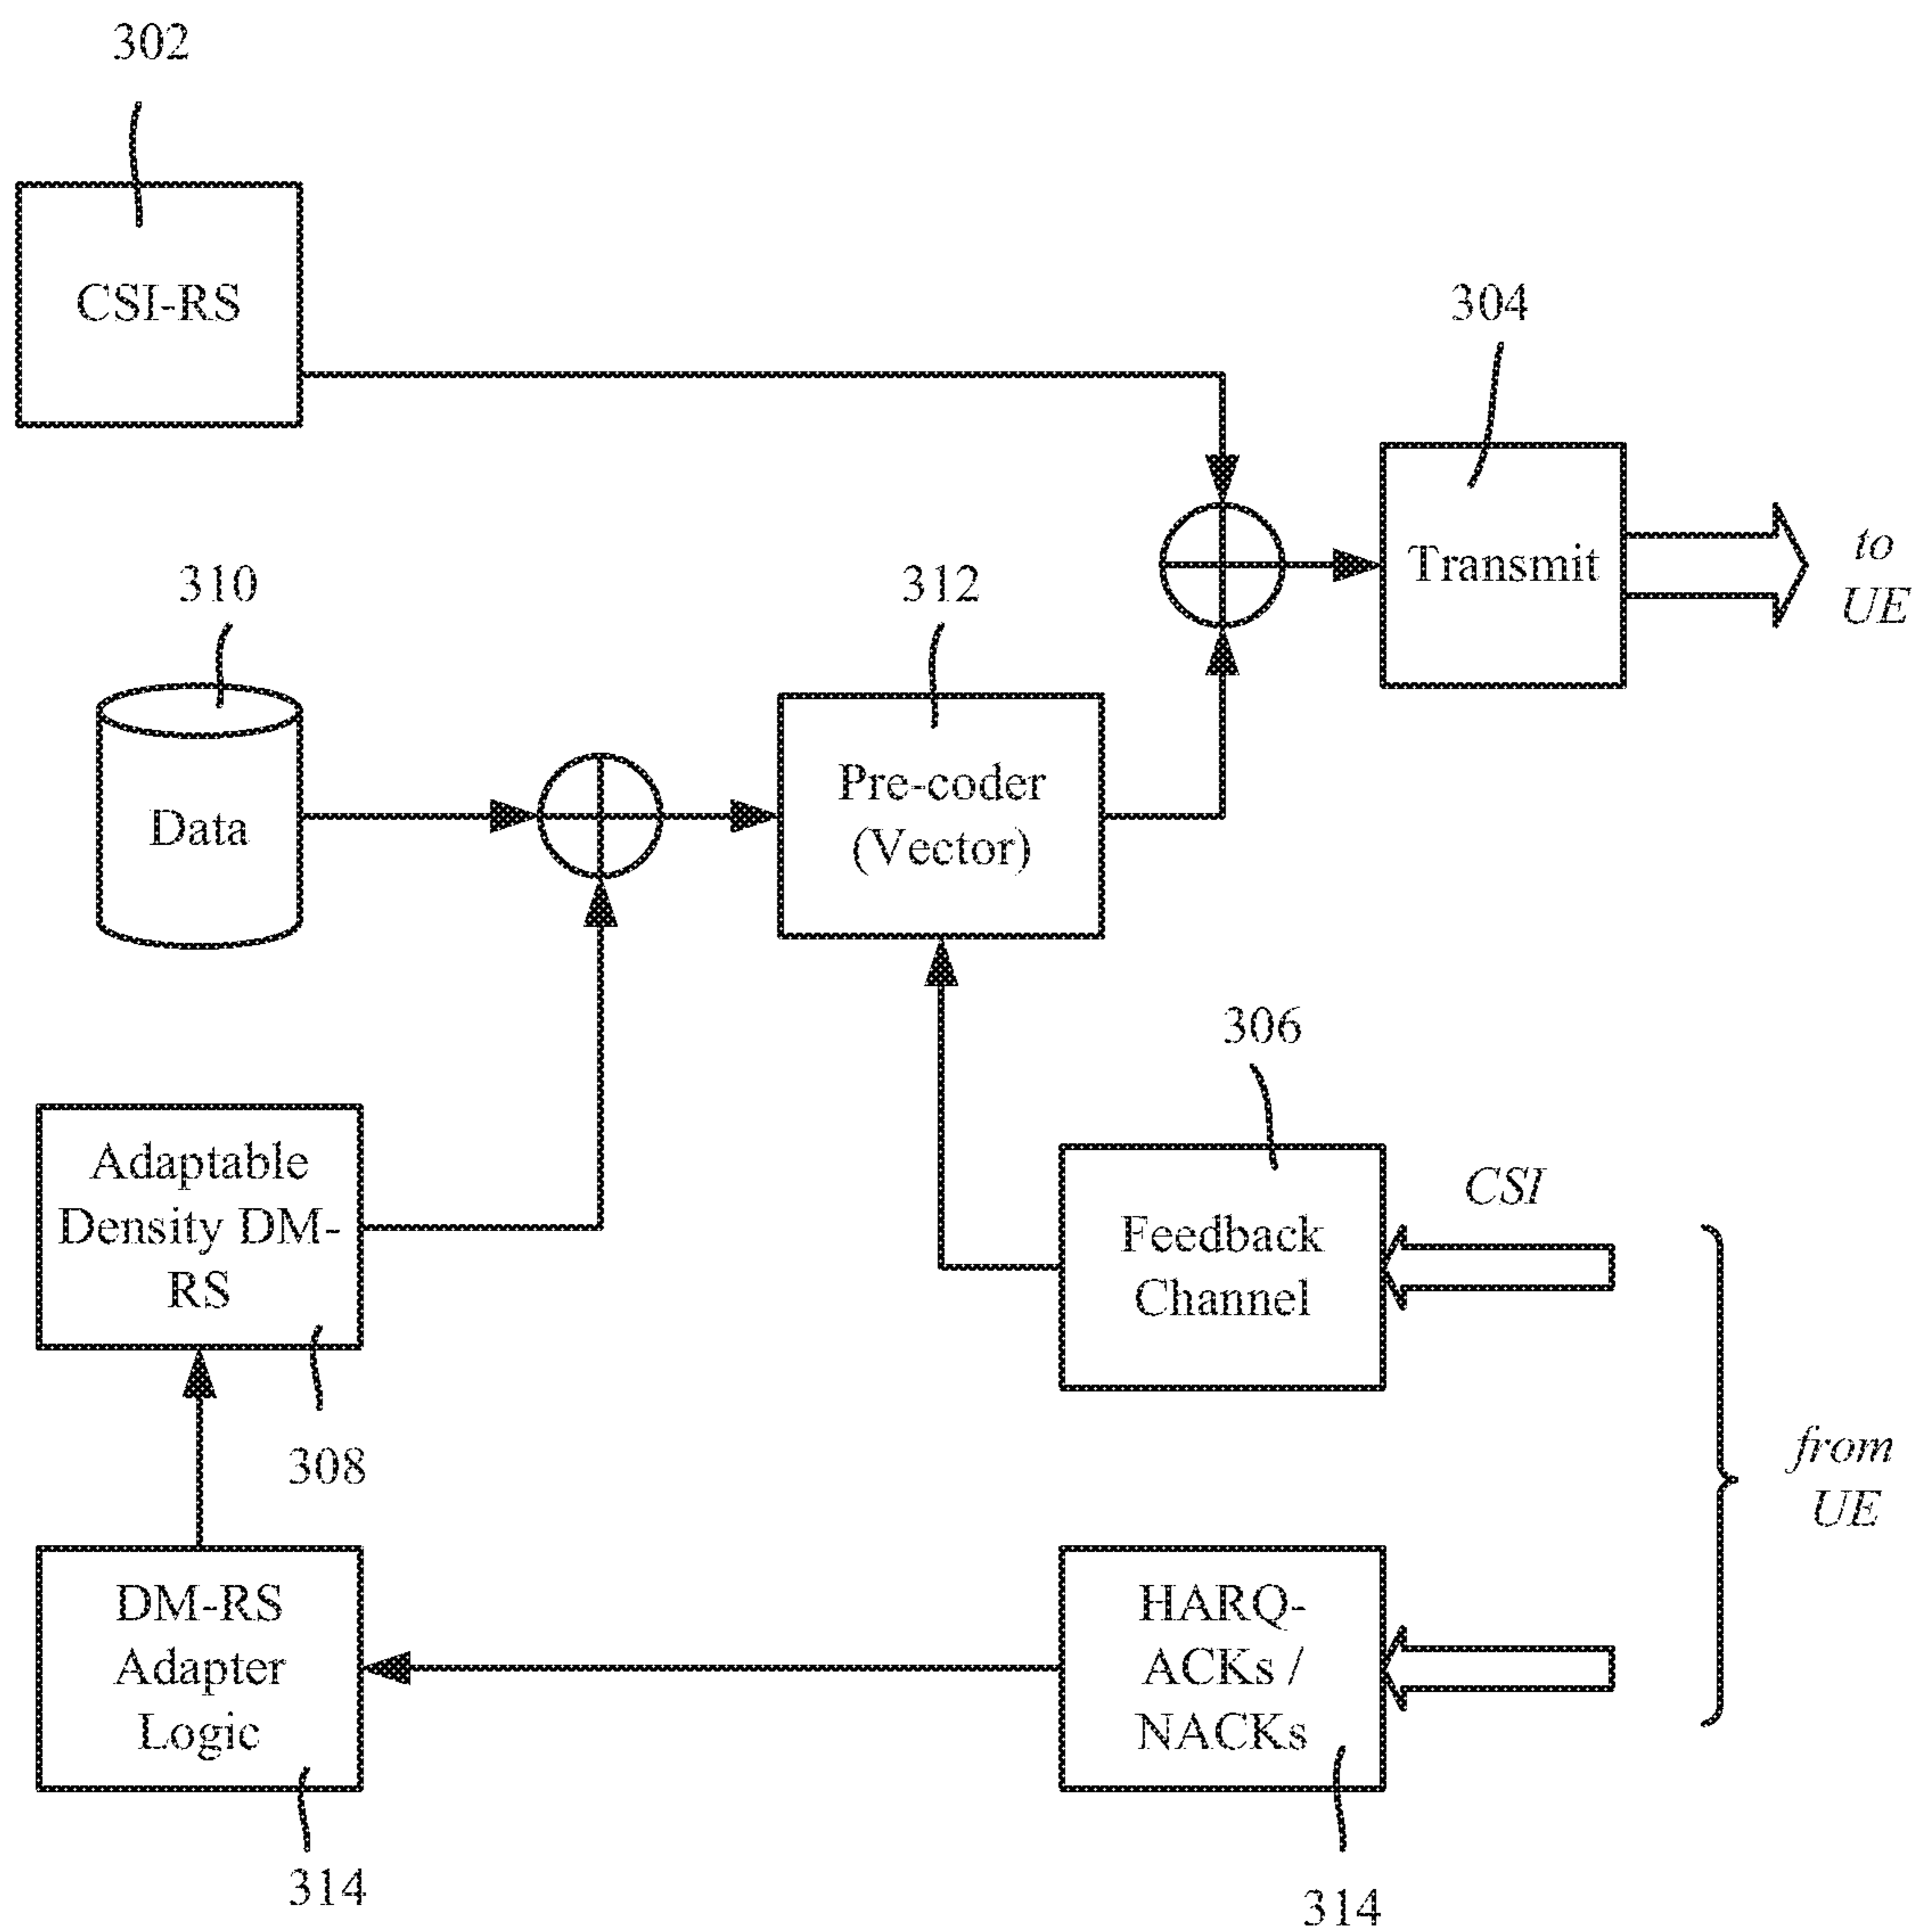 302
CSI-RS
304
Transmit
to
UE
310
Data
312
Pre-coder
(Vector)
306
Feedback
Channel
CSI
Adaptable
Density DM-
RS
308
from
UE
DM-RS
Adapter
Logic
314
HARQ-
ACKs /
NACKs
314